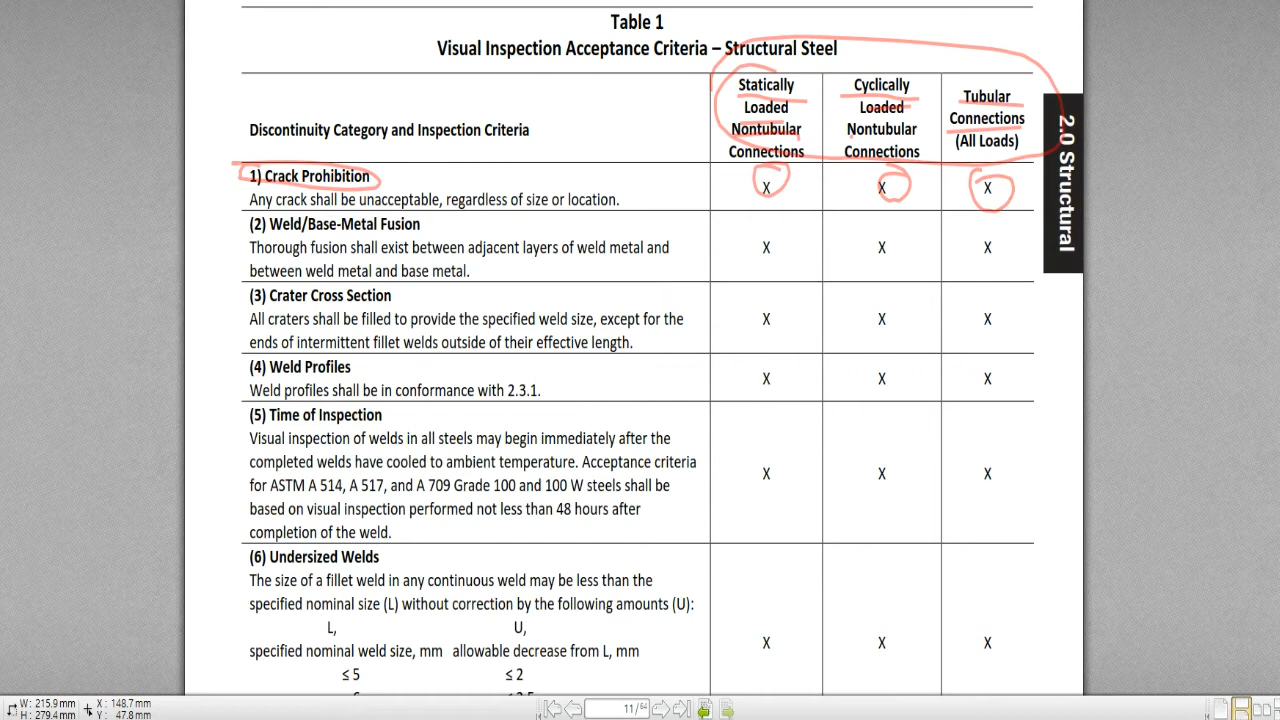 Table 1
Visual Inspection Acceptance Criteria – Structural Steel
Discontinuity Category and Inspection Criteria
Statically
Loaded
Nontubular
Connections
Cyclically
Loaded
Nontubular
Connections
Tubular
Connections
(All Loads)
1) Crack Prohibition
Any crack shall be unacceptable, regardless of size or location.
X X X
(2) Weld/Base-Metal Fusion
Thorough fusion shall exist between adjacent layers of weld metal and
between weld metal and base metal.
X X X
(3) Crater Cross Section
All craters shall be filled to provide the specified weld size, except for the
ends of intermittent fillet welds outside of their effective length.
X X X
(4) Weld Profiles
Weld profiles shall be in conformance with 2.3.1.
X X X
(5) Time of Inspection
Visual inspection of welds in all steels may begin immediately after the
completed welds have cooled to ambient temperature. Acceptance criteria
for ASTM A 514, A 517, and A 709 Grade 100 and 100 W steels shall be
based on visual inspection performed not less than 48 hours after
completion of the weld.
X X X
(6) Undersized Welds
The size of a fillet weld in any continuous weld may be less than the
specified nominal size (L) without correction by the following amounts (U):
L, U,
specified nominal weld size, mm allowable decrease from L, mm
≤ 5 ≤ 2
X X X
2.0 Structural
W: 215.9 mm X: 148.7 mm
H: 279.4 mm Y: 47.8 mm
11/64